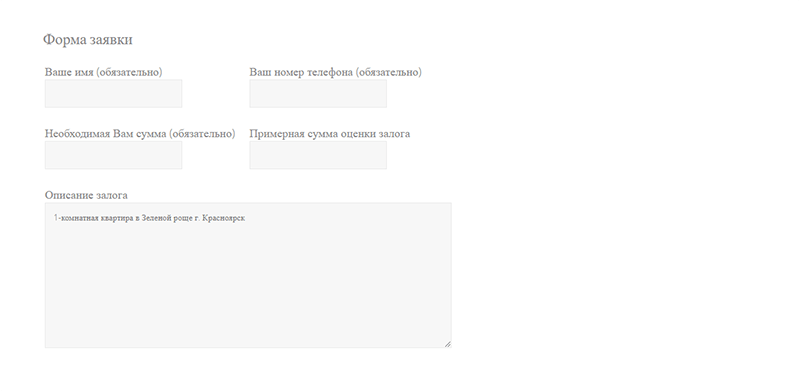 Форма заявки
Ваше имя (обязательно) Ваш номер телефона (обязательно)
Необходимая Вам сумма (обязательно) Примерная сумма оценки залога
Описание залога
1-комнатная квартира в Зеленой роще г. Красноярск